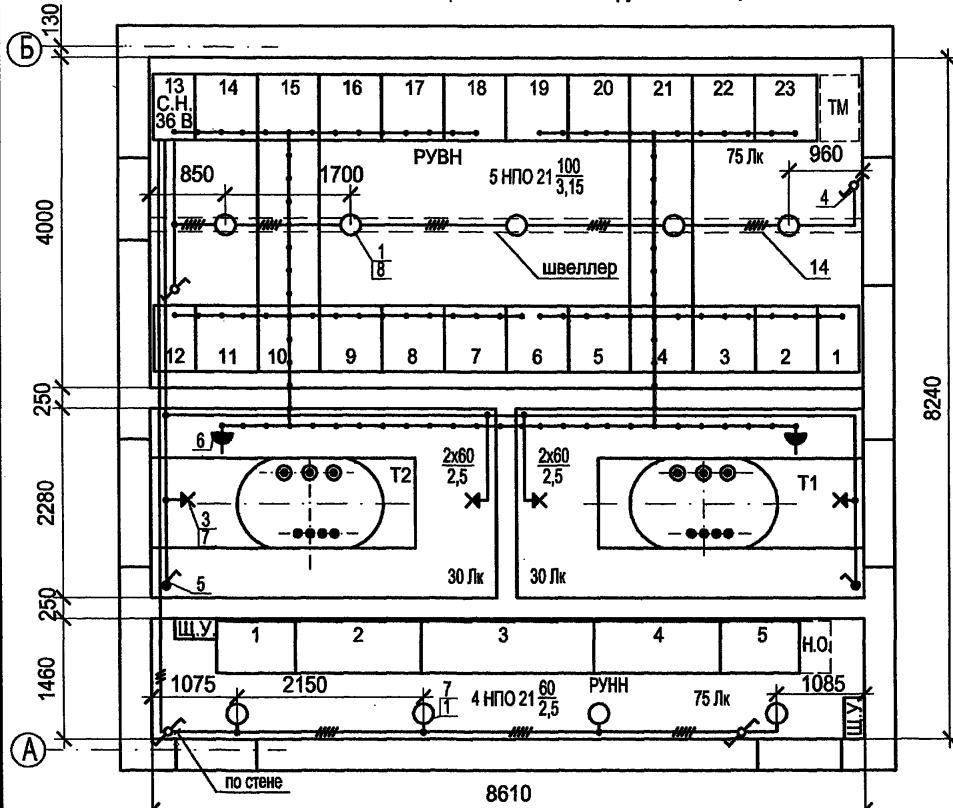 130
Б
13 14 15 16 17 18 19 20 21 22 23
С.Н.
36 В
ТМ
РУВН
75 Лк
960
850
1700
5 НПО 21 100/3,15
4
4000
1/8
швеллер
14
12 11 10 9 8 7 6 5 4 3 2 1
250
8240
6
2х60/2,5
2х60/2,5
Т2
Т1
2280
3/7
5
30 Лк
30 Лк
250
Щ.У.
1 2 3 4 5
Н.О.
1460
1075
2150
7/1
4 НПО 21 60/2,5
РУНН
75 Лк
1085
Щ.У.
А
по стене
8610